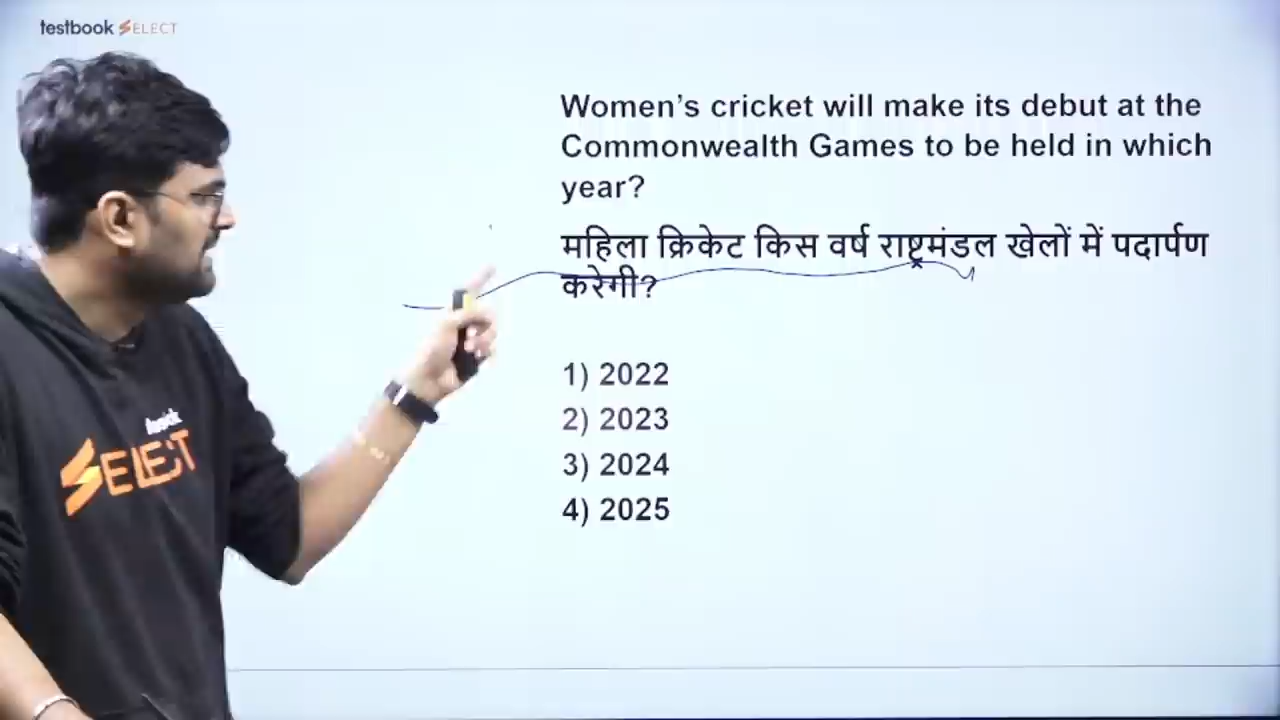 testbook SELECT
Women’s cricket will make its debut at the
Commonwealth Games to be held in which
year?
महिला क्रिकेट किस वर्ष राष्ट्रमंडल खेलों में पदार्पण
करेगी?
1) 2022
2) 2023
3) 2024
4) 2025
SELECT